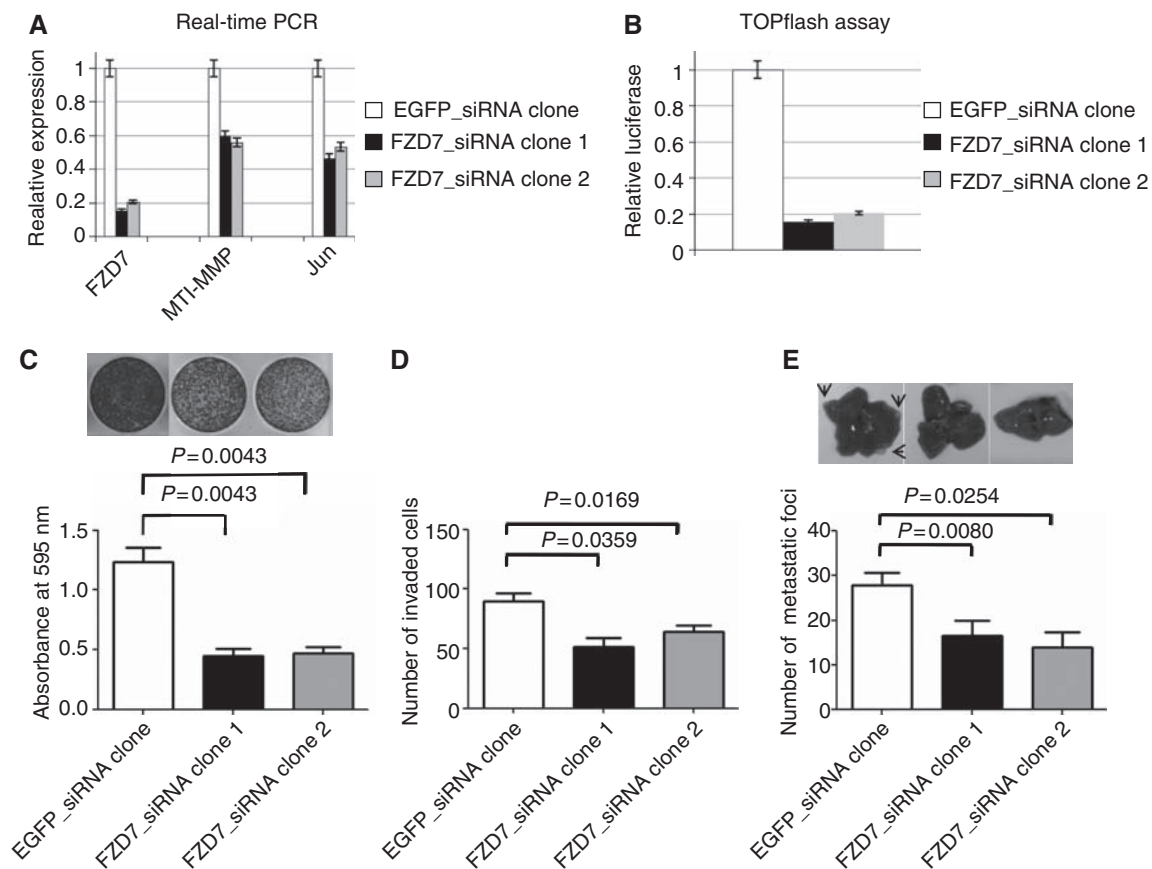 A
Real-time PCR
Realative expression
1
0.8
0.6
0.4
0.2
0
FZD7
MTI-MMP
Jun
EGFP_siRNA clone
FZD7_siRNA clone 1
FZD7_siRNA clone 2
B
TOPflash assay
Relative luciferase
1
0.8
0.6
0.4
0.2
0
EGFP_siRNA clone
FZD7_siRNA clone 1
FZD7_siRNA clone 2
C
P=0.0043
P=0.0043
Absorbance at 595 nm
1.5
1.0
0.5
0.0
EGFP_siRNA clone
FZD7_siRNA clone 1
FZD7_siRNA clone 2
D
P=0.0169
P=0.0359
Number of invaded cells
150
100
50
0
EGFP_siRNA clone
FZD7_siRNA clone 1
FZD7_siRNA clone 2
E
P=0.0254
P=0.0080
Number of metastatic foci
40
30
20
10
0
EGFP_siRNA clone
FZD7_siRNA clone 1
FZD7_siRNA clone 2